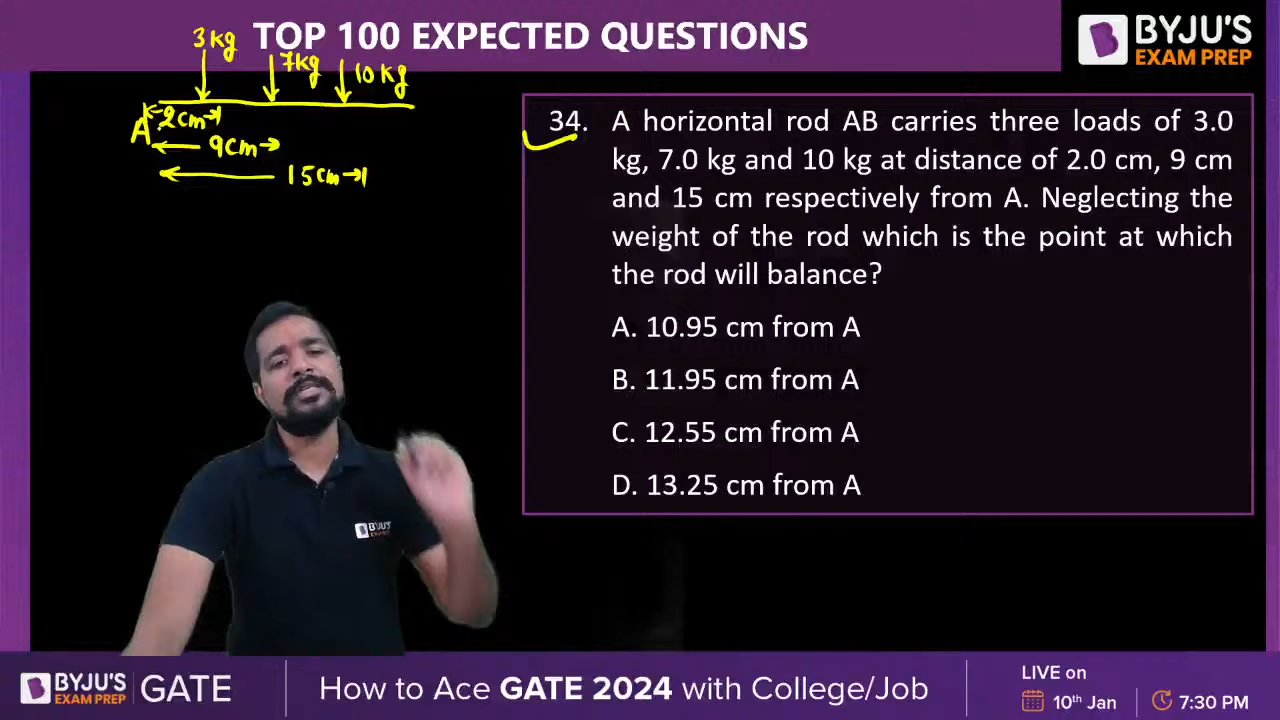 TOP 100 EXPECTED QUESTIONS
BYJU'S
EXAM PREP
3kg
7kg
10kg
A
2cm
9cm
15cm
34. A horizontal rod AB carries three loads of 3.0
kg, 7.0 kg and 10 kg at distance of 2.0 cm, 9 cm
and 15 cm respectively from A. Neglecting the
weight of the rod which is the point at which
the rod will balance?
A. 10.95 cm from A
B. 11.95 cm from A
C. 12.55 cm from A
D. 13.25 cm from A
BYJU'S
EXAM PREP
BYJU'S
EXAM PREP
GATE
How to Ace GATE 2024 with College/Job
LIVE on
10th Jan
7:30 PM